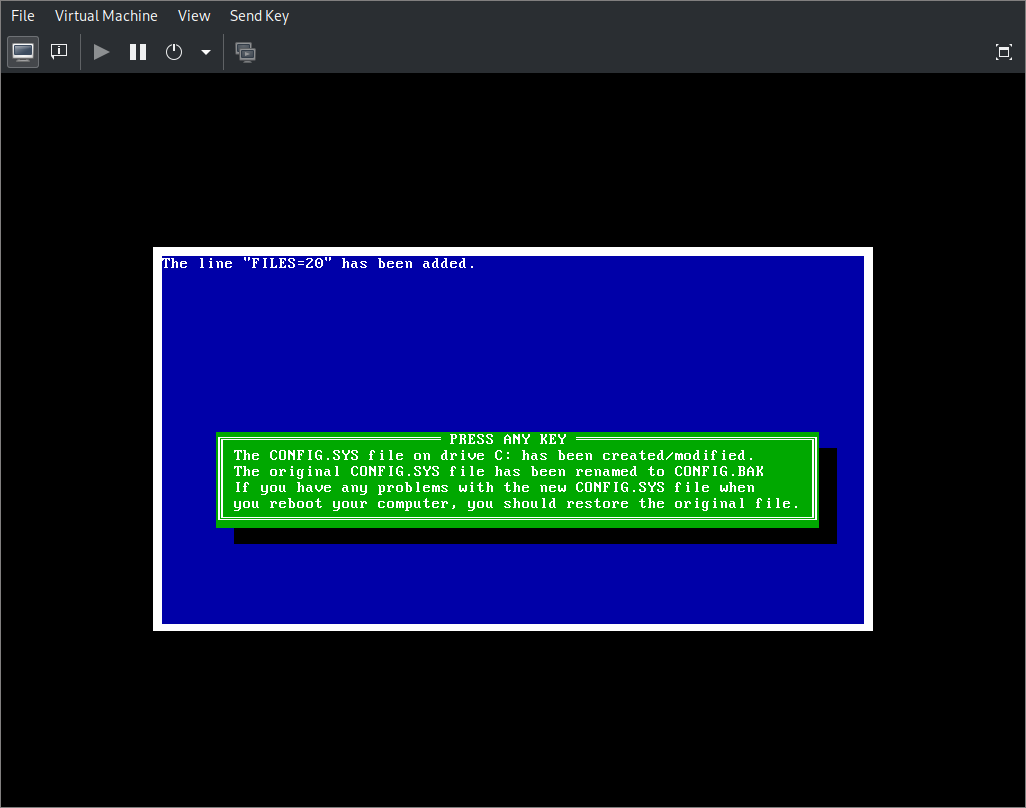 File Virtual Machine View Send Key
The line "FILES=20" has been added.
PRESS ANY KEY
The CONFIG.SYS file on drive C: has been created/modified.
The original CONFIG.SYS file has been renamed to CONFIG.BAK
If you have any problems with the new CONFIG.SYS file when
you reboot your computer, you should restore the original file.